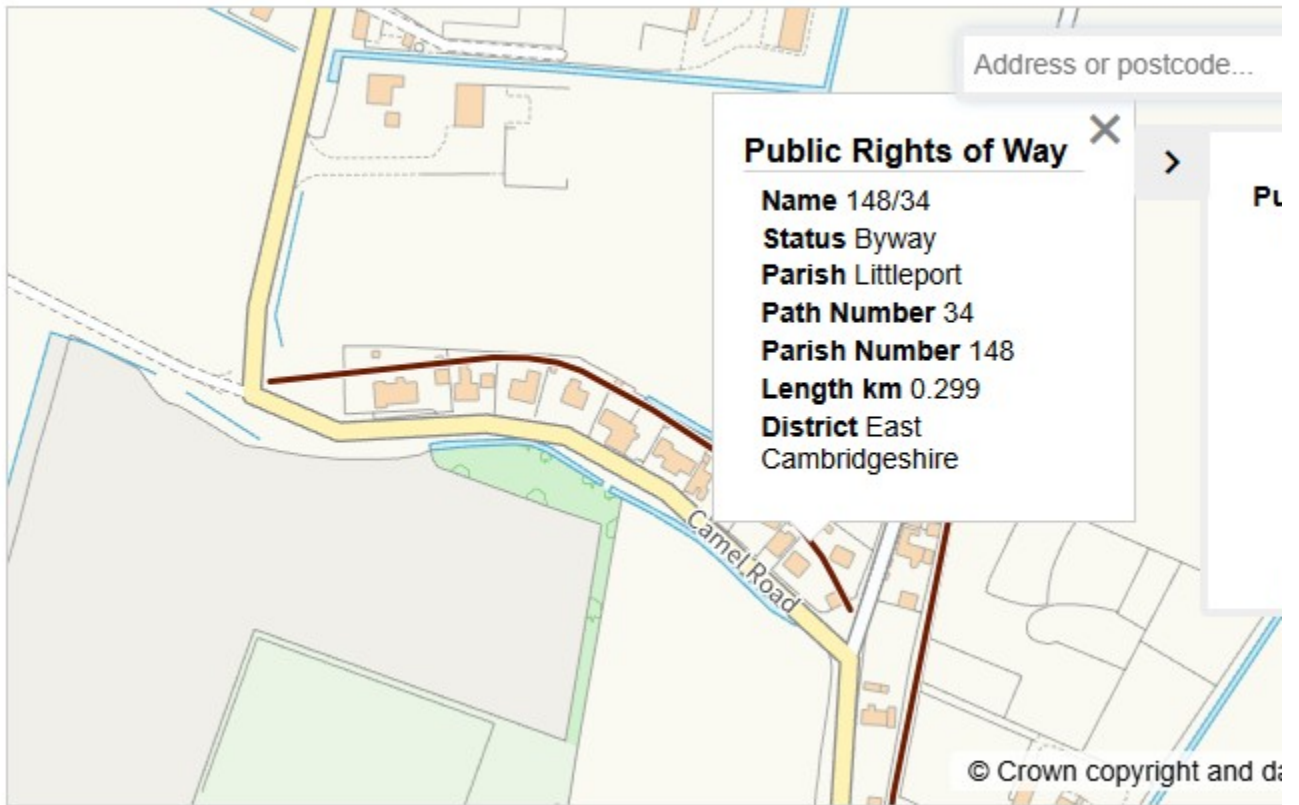 Address or postcode...
Public Rights of Way
Name 148/34
Status Byway
Parish Littleport
Path Number 34
Parish Number 148
Length km 0.299
District East
Cambridgeshire
Camel Road
© Crown copyright and